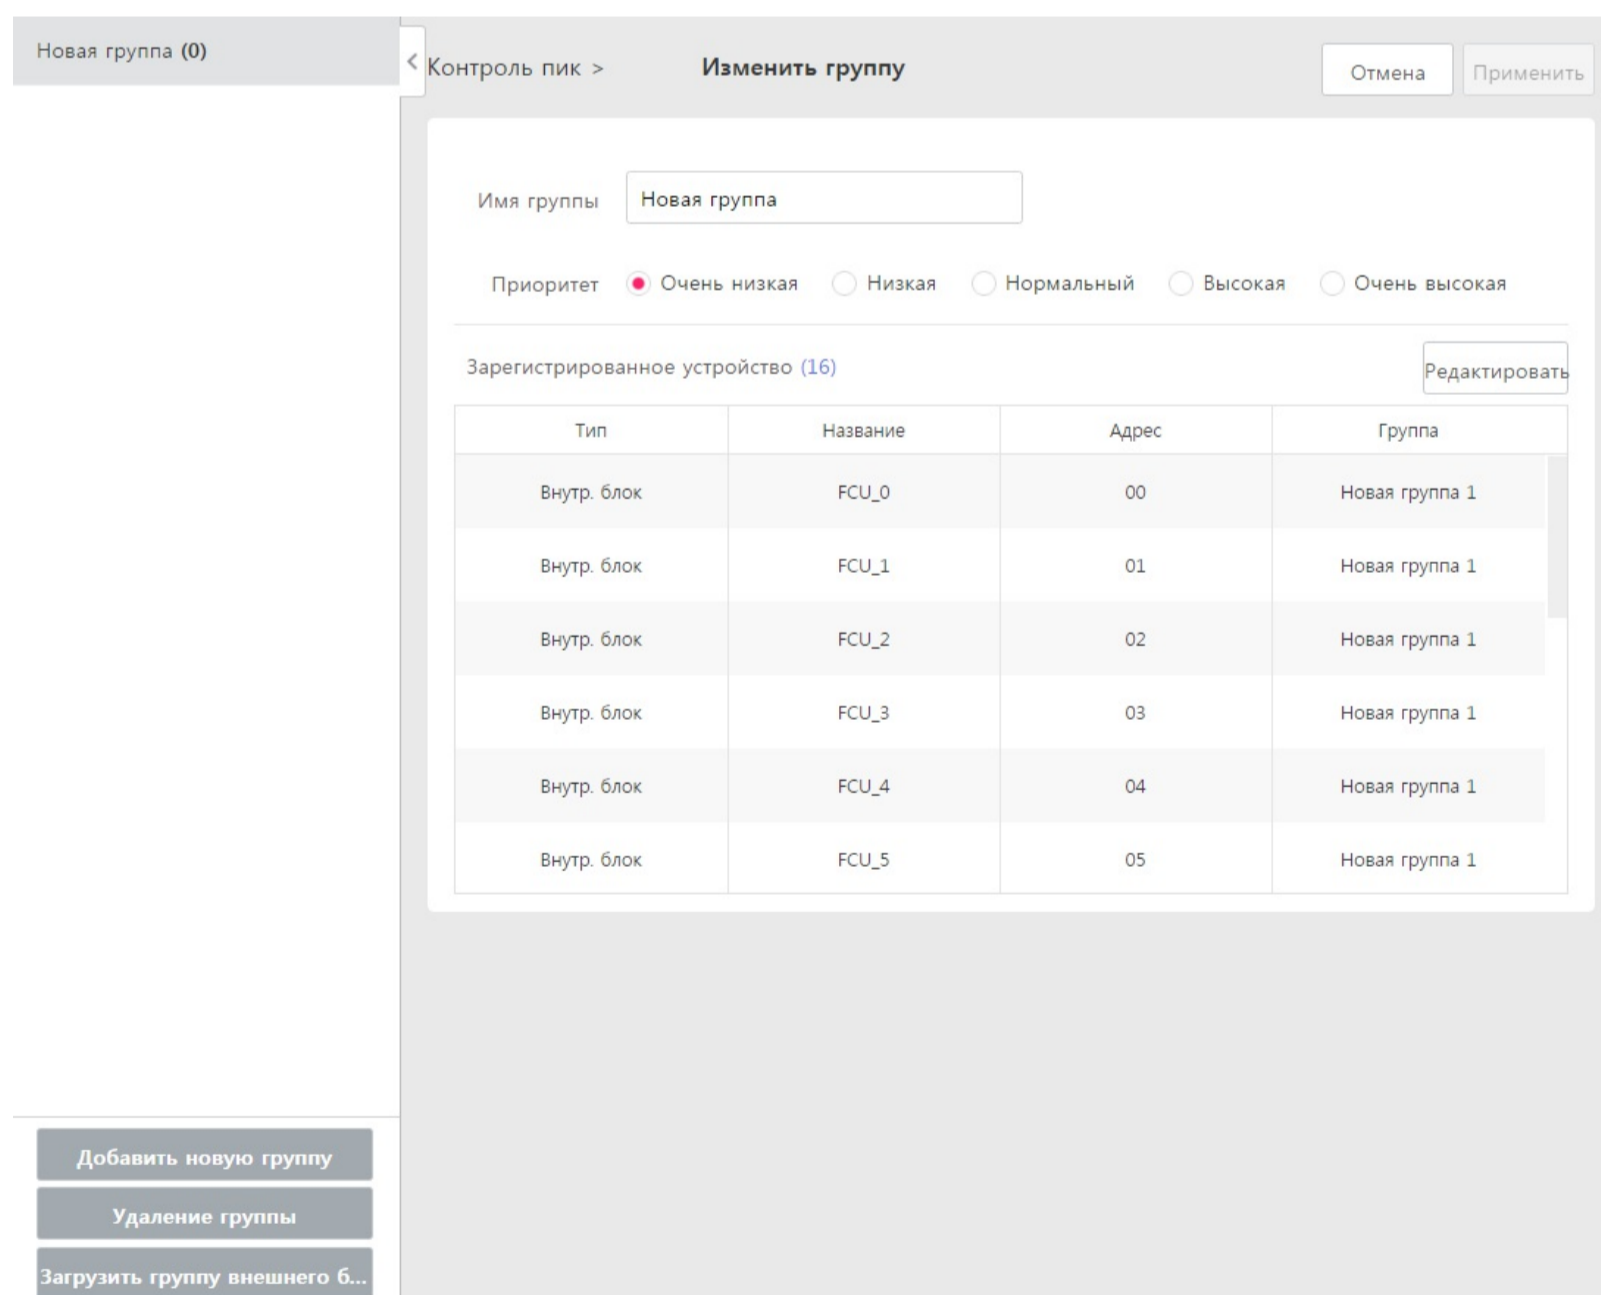 Новая группа (0)
< Контроль пик > Изменить группу Отмена Применить
Имя группы Новая группа
Приоритет Очень низкая Низкая Нормальный Высокая Очень высокая
Зарегистрированное устройство (16) Редактировать
Тип Название Адрес Группа
Внутр. блок FCU_0 00 Новая группа 1
Внутр. блок FCU_1 01 Новая группа 1
Внутр. блок FCU_2 02 Новая группа 1
Внутр. блок FCU_3 03 Новая группа 1
Внутр. блок FCU_4 04 Новая группа 1
Внутр. блок FCU_5 05 Новая группа 1
Добавить новую группу
Удаление группы
Загрузить группу внешнего б...